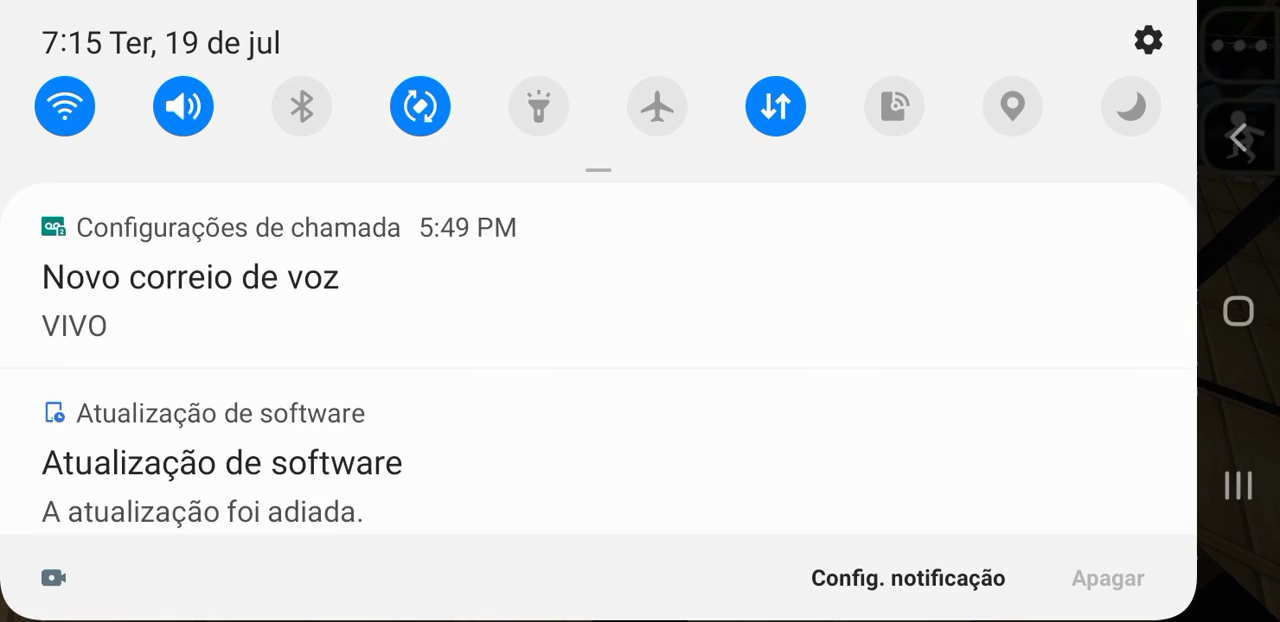 7:15 Ter, 19 de jul
Configurações de chamada 5:49 PM
Novo correio de voz
VIVO
Atualização de software
Atualização de software
A atualização foi adiada.
Config. notificação Apagar